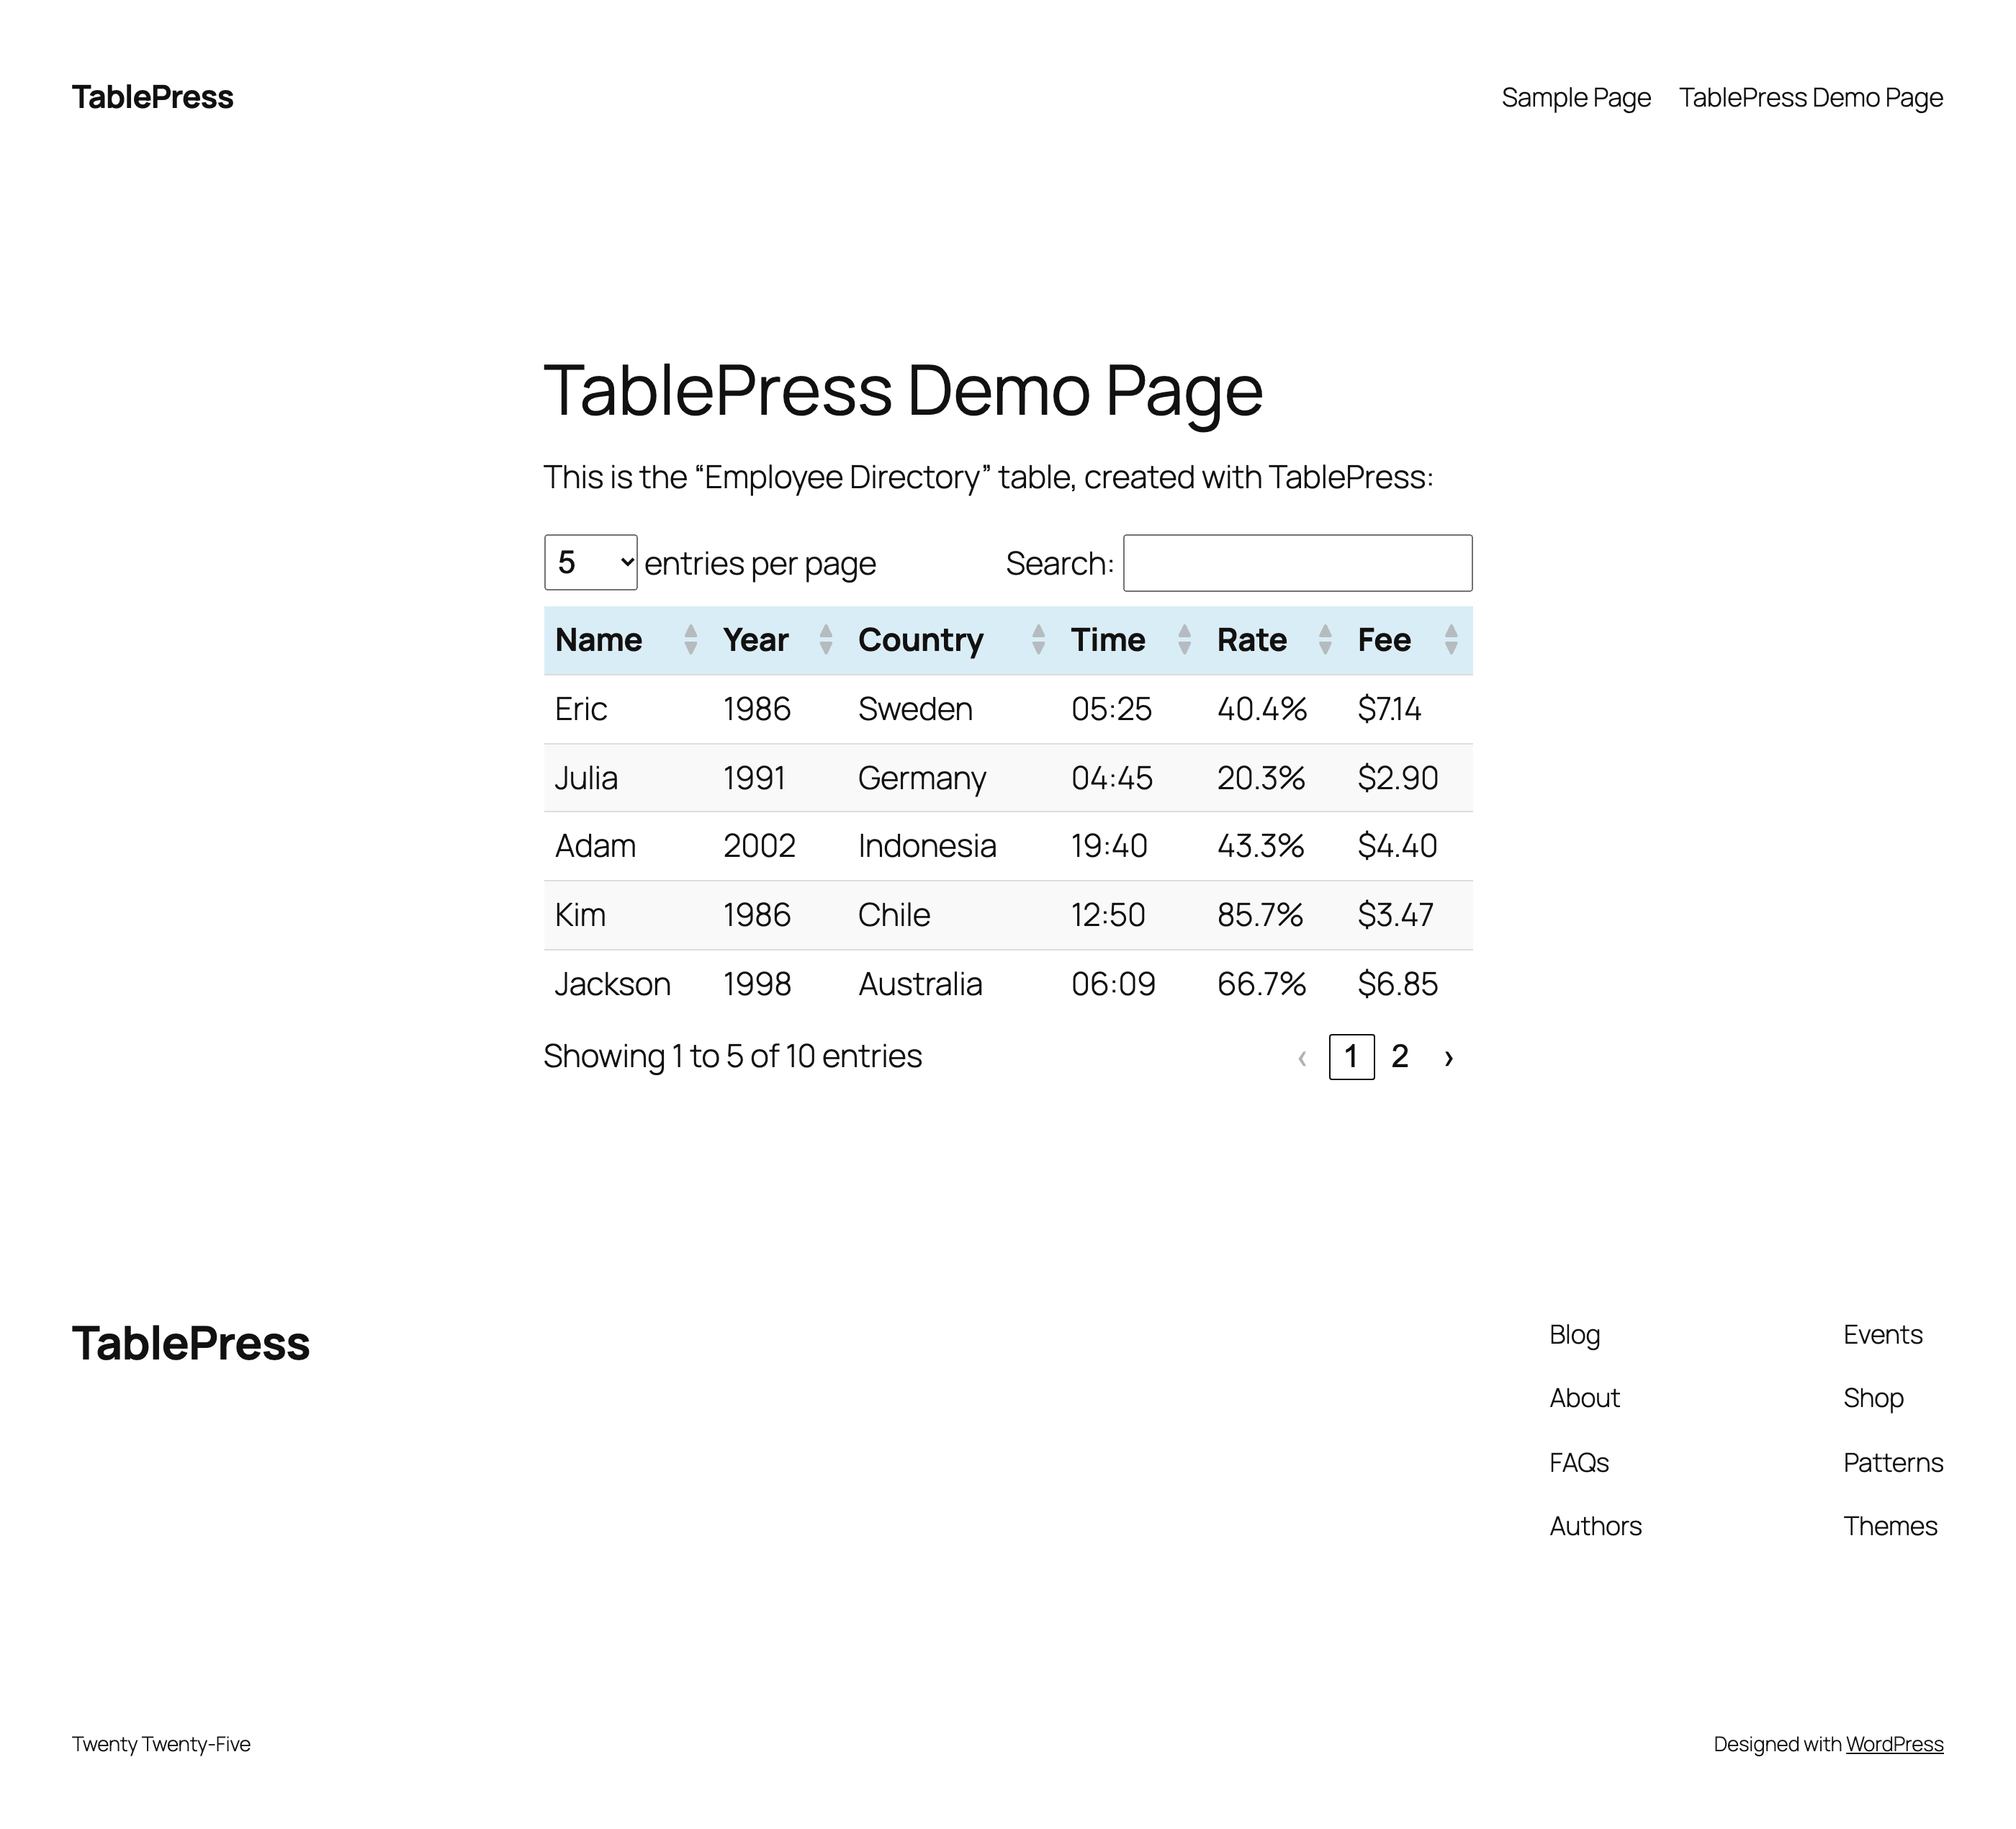 TablePress
Sample Page TablePress Demo Page
TablePress Demo Page
This is the “Employee Directory” table, created with TablePress:
5 entries per page Search:
Name Year Country Time Rate Fee
Eric 1986 Sweden 05:25 40.4% $7.14
Julia 1991 Germany 04:45 20.3% $2.90
Adam 2002 Indonesia 19:40 43.3% $4.40
Kim 1986 Chile 12:50 85.7% $3.47
Jackson 1998 Australia 06:09 66.7% $6.85
Showing 1 to 5 of 10 entries ‹ 1 2 ›
TablePress
Blog Events
About Shop
FAQs Patterns
Authors Themes
Twenty Twenty-Five Designed with WordPress